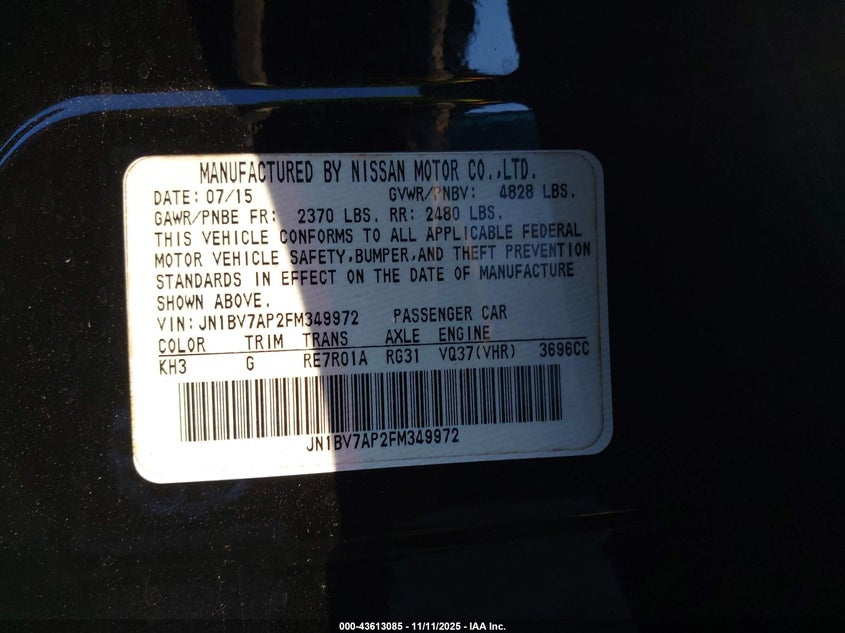 MANUFACTURED BY NISSAN MOTOR CO.,LTD.
DATE: 07/15 GVWR/PNBV: 4828 LBS.
GAWR/PNBE FR: 2370 LBS. RR: 2480 LBS.
THIS VEHICLE CONFORMS TO ALL APPLICABLE FEDERAL
MOTOR VEHICLE SAFETY,BUMPER,AND THEFT PREVENTION
STANDARDS IN EFFECT ON THE DATE OF MANUFACTURE
SHOWN ABOVE.
VIN: JN1BV7AP2FM349972 PASSENGER CAR
COLOR TRIM TRANS AXLE ENGINE
KH3 G RE7R01A RG31 VQ37(VHR) 3696CC
JN1BV7AP2FM349972
000-43613085 - 11/11/2025 - IAA Inc.